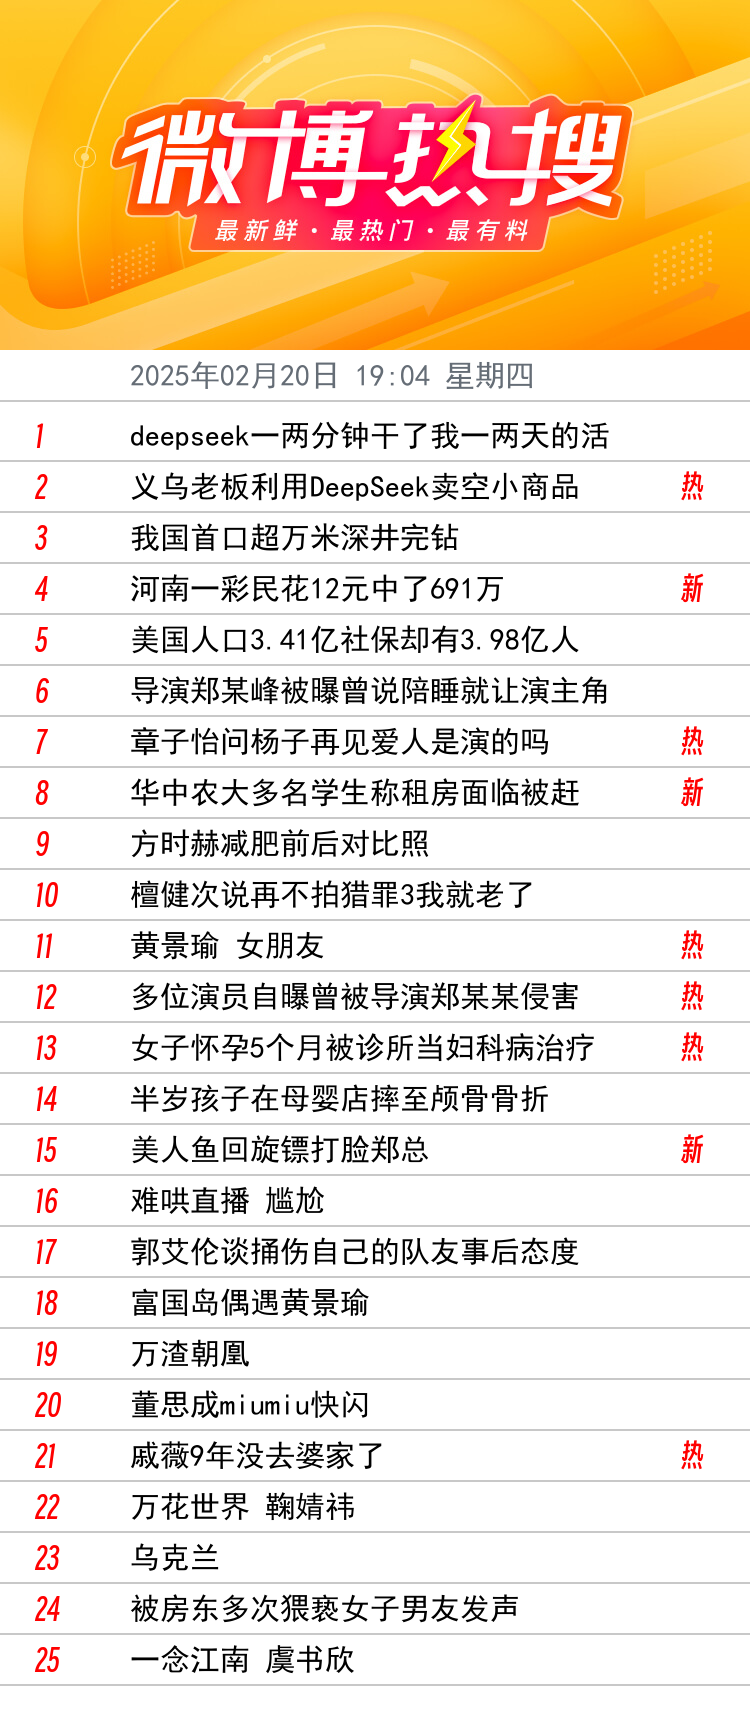 微博热搜
最新鲜·最热门·最有料
2025年02月20日 19:04 星期四
1 deepseek一两分钟干了我一两天的活
2 义乌老板利用DeepSeek卖空小商品 热
3 我国首口超万米深井完钻
4 河南一彩民花12元中了691万 新
5 美国人口3.41亿社保却有3.98亿人
6 导演郑某峰被曝曾说陪睡就让演主角
7 章子怡问杨子再见爱人是演的吗 热
8 华中农大多名学生称租房面临被赶 新
9 方时赫减肥前后对比照
10 檀健次说再不拍猎罪3我就老了
11 黄景瑜 女朋友 热
12 多位演员自曝曾被导演郑某某侵害 热
13 女子怀孕5个月被诊所当妇科病治疗 热
14 半岁孩子在母婴店摔至颅骨骨折
15 美人鱼回旋镖打脸郑总 新
16 难哄直播 尴尬
17 郭艾伦谈捅伤自己的队友事后态度
18 富国岛偶遇黄景瑜
19 万渣朝凰
20 董思成miumiu快闪
21 戚薇9年没去婆家了 热
22 万花世界 鞠婧祎
23 乌克兰
24 被房东多次猥亵女子男友发声
25 一念江南 虞书欣